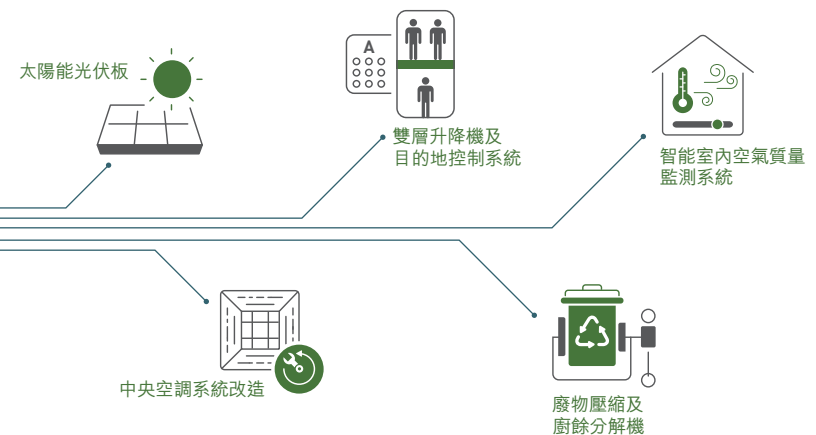 太陽能光伏板
A
雙層升降機及
目的地控制系統
智能室內空氣質量
監測系統
中央空調系統改造
廢物壓縮及
廚餘分解機